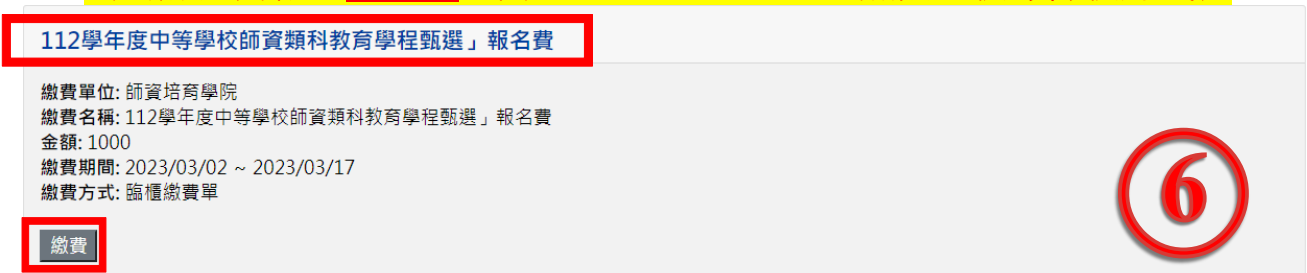 112學年度中等學校師資類科教育學程甄選」報名費
繳費單位: 師資培育學院
繳費名稱: 112學年度中等學校師資類科教育學程甄選」報名費
金額: 1000
繳費期間: 2023/03/02 ~ 2023/03/17
繳費方式: 臨櫃繳費單
6
繳費